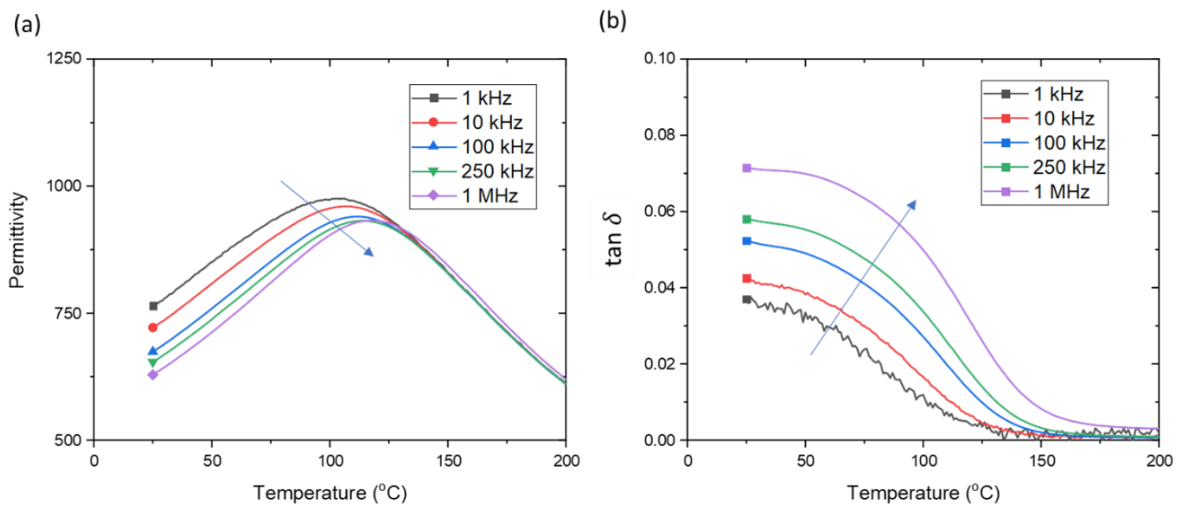 (a)
1250
1000
750
500
Permittivity
0
50
100
150
200
Temperature (°C)
1 kHz
10 kHz
100 kHz
250 kHz
1 MHz
(b)
0.10
0.08
0.06
0.04
0.02
0.00
tan δ
0
50
100
150
200
Temperature (°C)
1 kHz
10 kHz
100 kHz
250 kHz
1 MHz